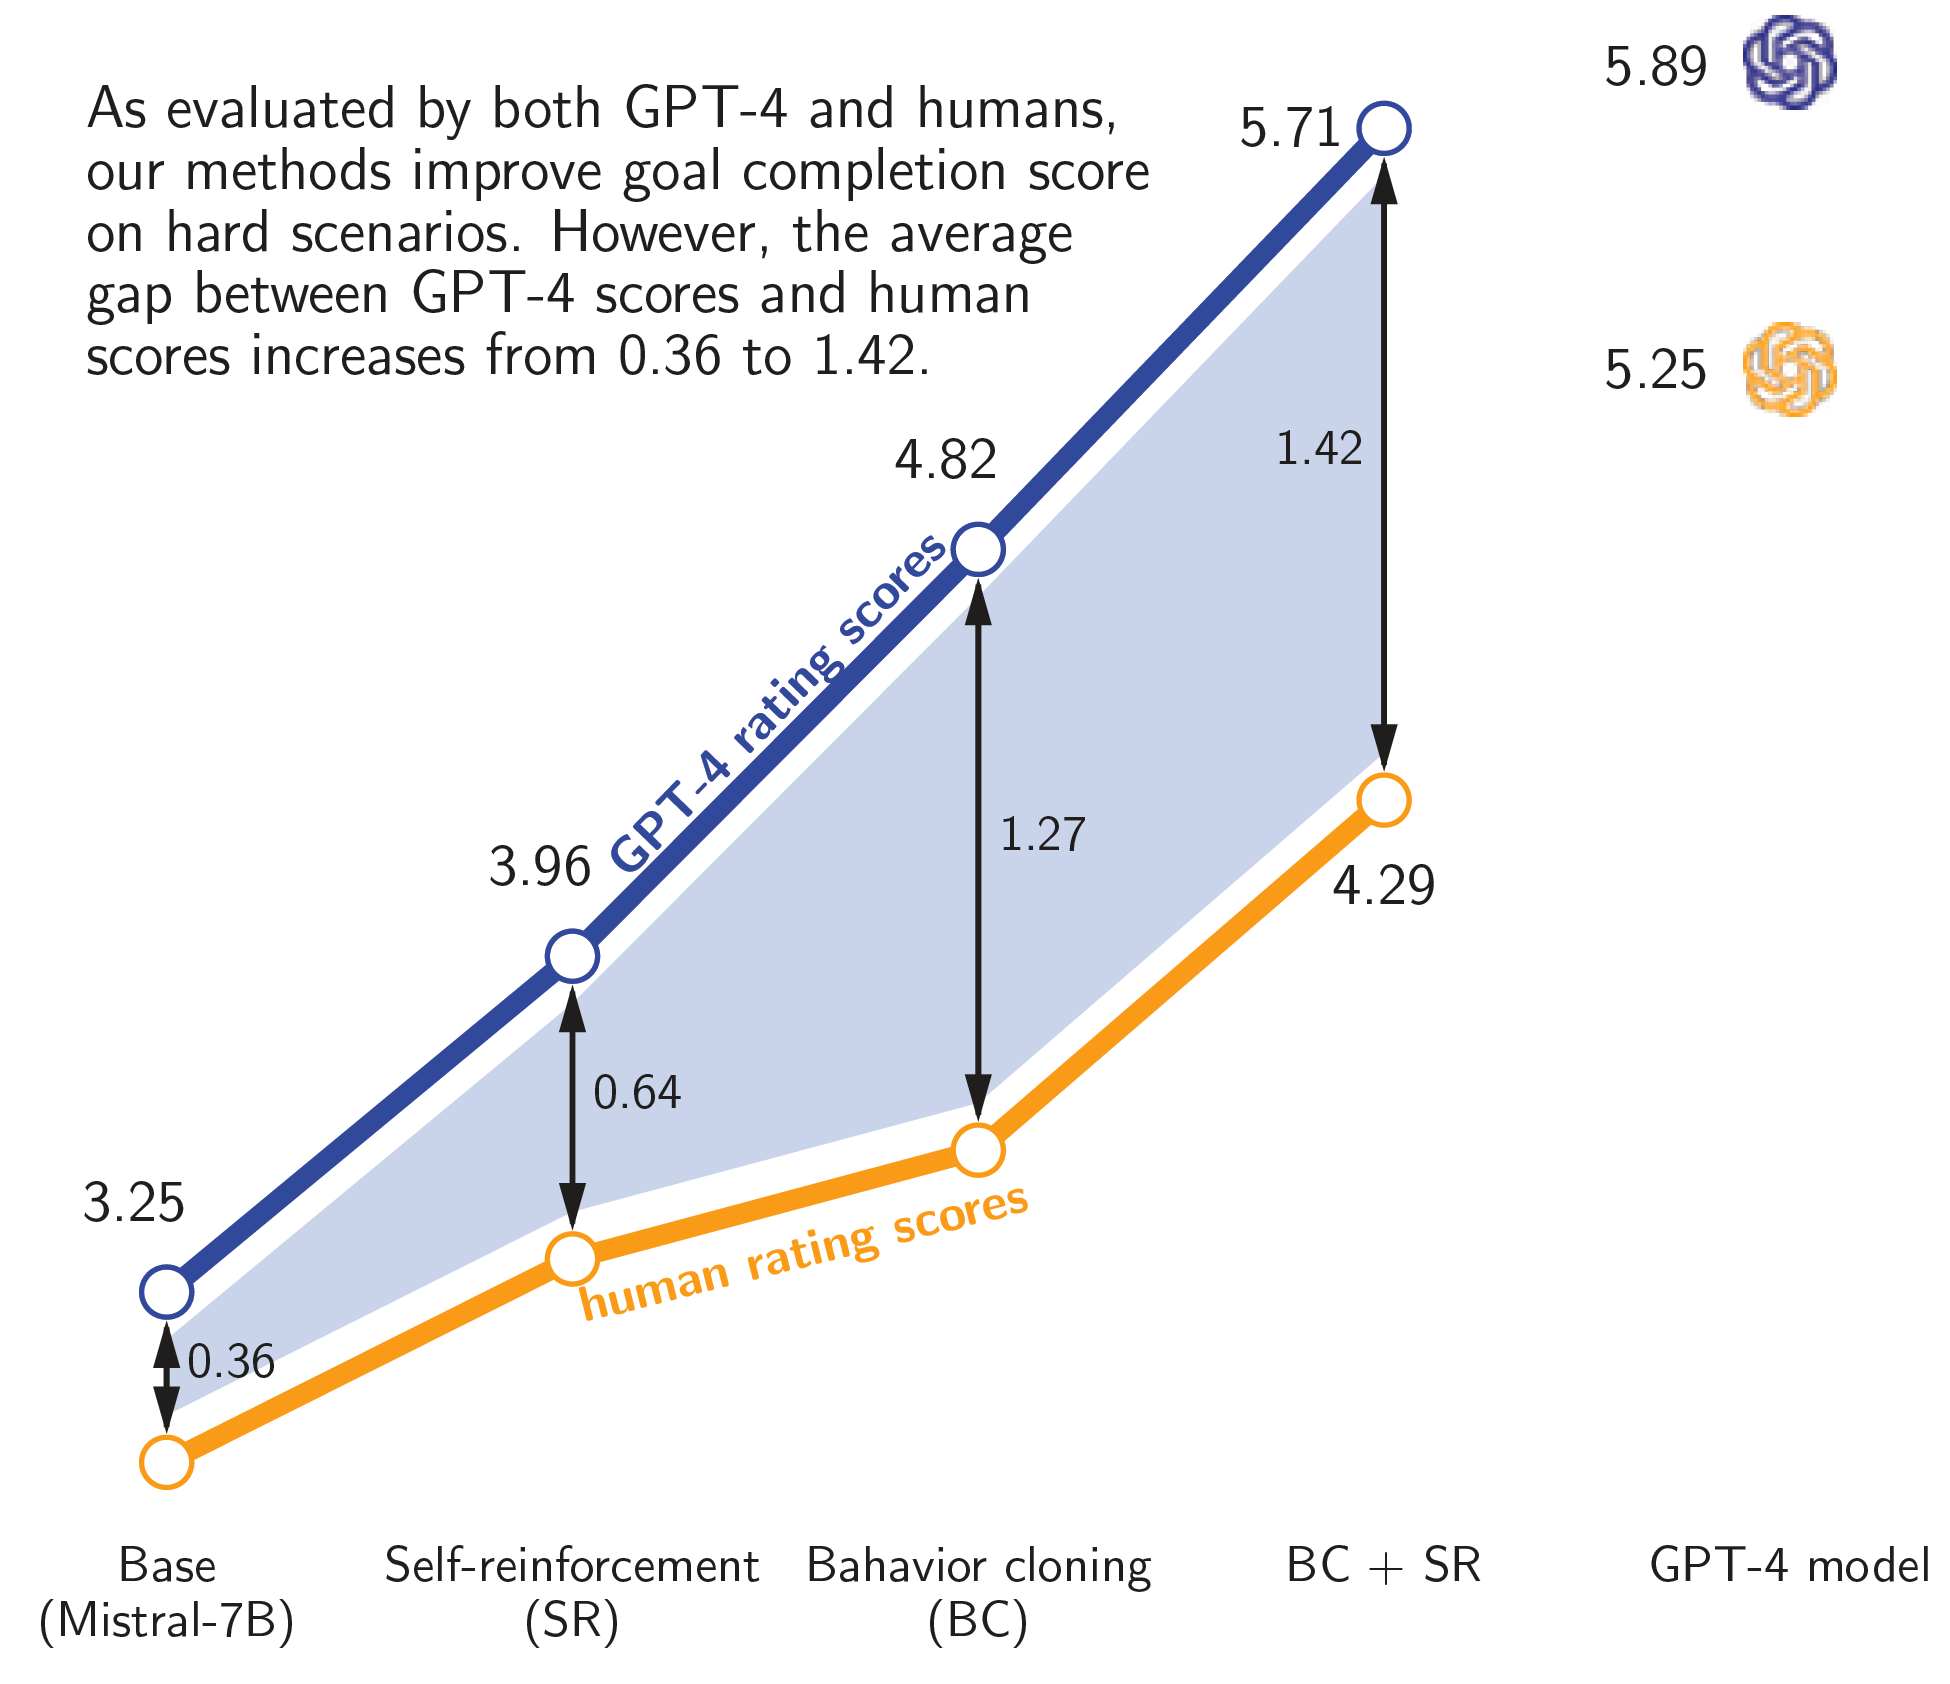 5.89
As evaluated by both GPT-4 and humans,
our methods improve goal completion score
on hard scenarios. However, the average
gap between GPT-4 scores and human
scores increases from 0.36 to 1.42.
5.71
5.25
1.42
4.82
GPT-4 rating scores
1.27
3.96
4.29
0.64
3.25
human rating scores
0.36
Base
(Mistral-7B)
Self-reinforcement
(SR)
Bahavior cloning
(BC)
BC + SR
GPT-4 model